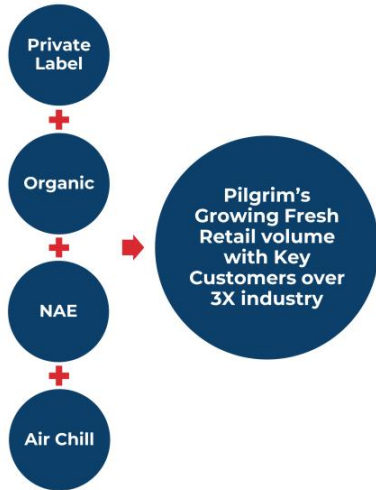 Private
Label
Organic
NAE
Air Chill
Pilgrim's
Growing Fresh
Retail volume
with Key
Customers over
3X industry